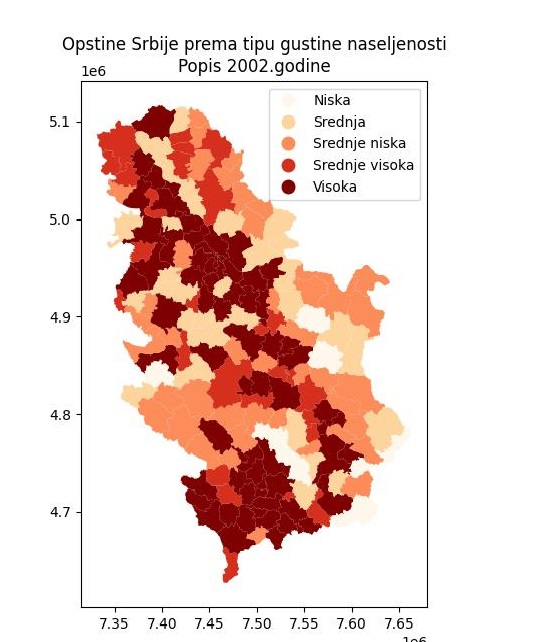 Opstine Srbije prema tipu gustine naseljenosti
Popis 2002.godine
1e6
Niska
Srednja
Srednje niska
Srednje visoka
Visoka
5.1
5.0
4.9
4.8
4.7
7.35 7.40 7.45 7.50 7.55 7.60 7.65
1e6